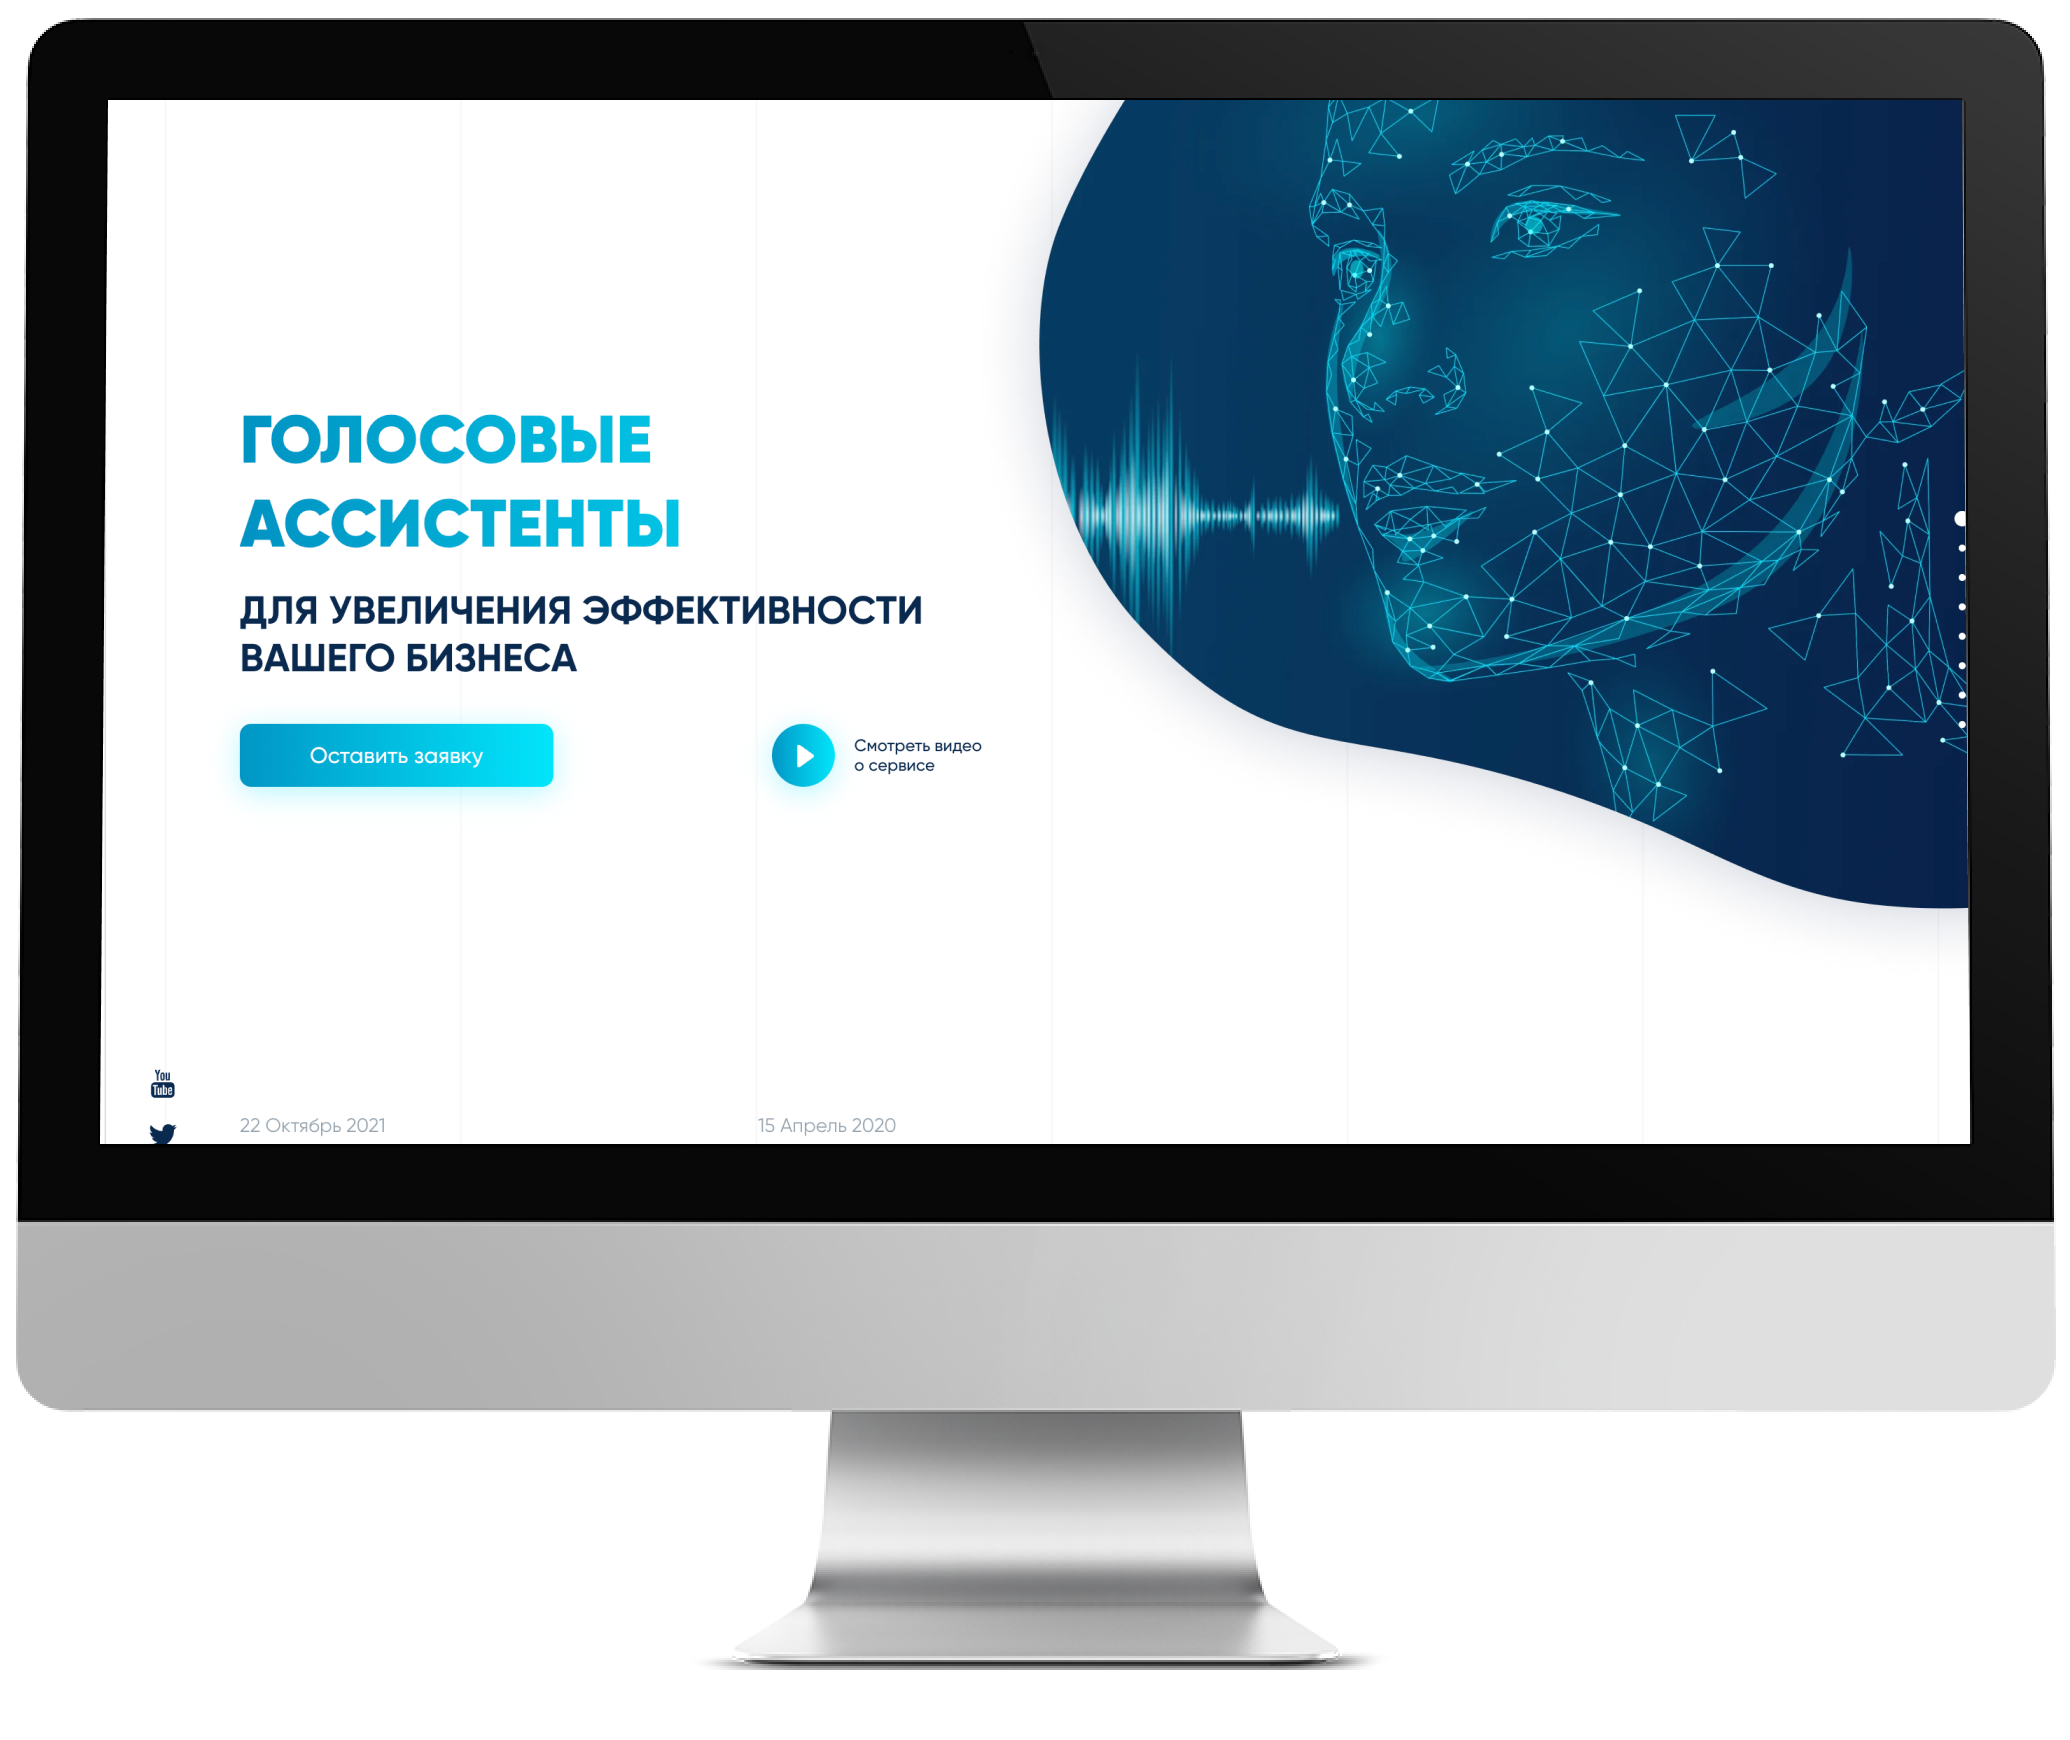 ГОЛОСОВЫЕ
АССИСТЕНТЫ
ДЛЯ УВЕЛИЧЕНИЯ ЭФФЕКТИВНОСТИ
ВАШЕГО БИЗНЕСА
Оставить заявку
Смотреть видео
о сервисе
You
Tube
22 Октябрь 2021
15 Апрель 2020